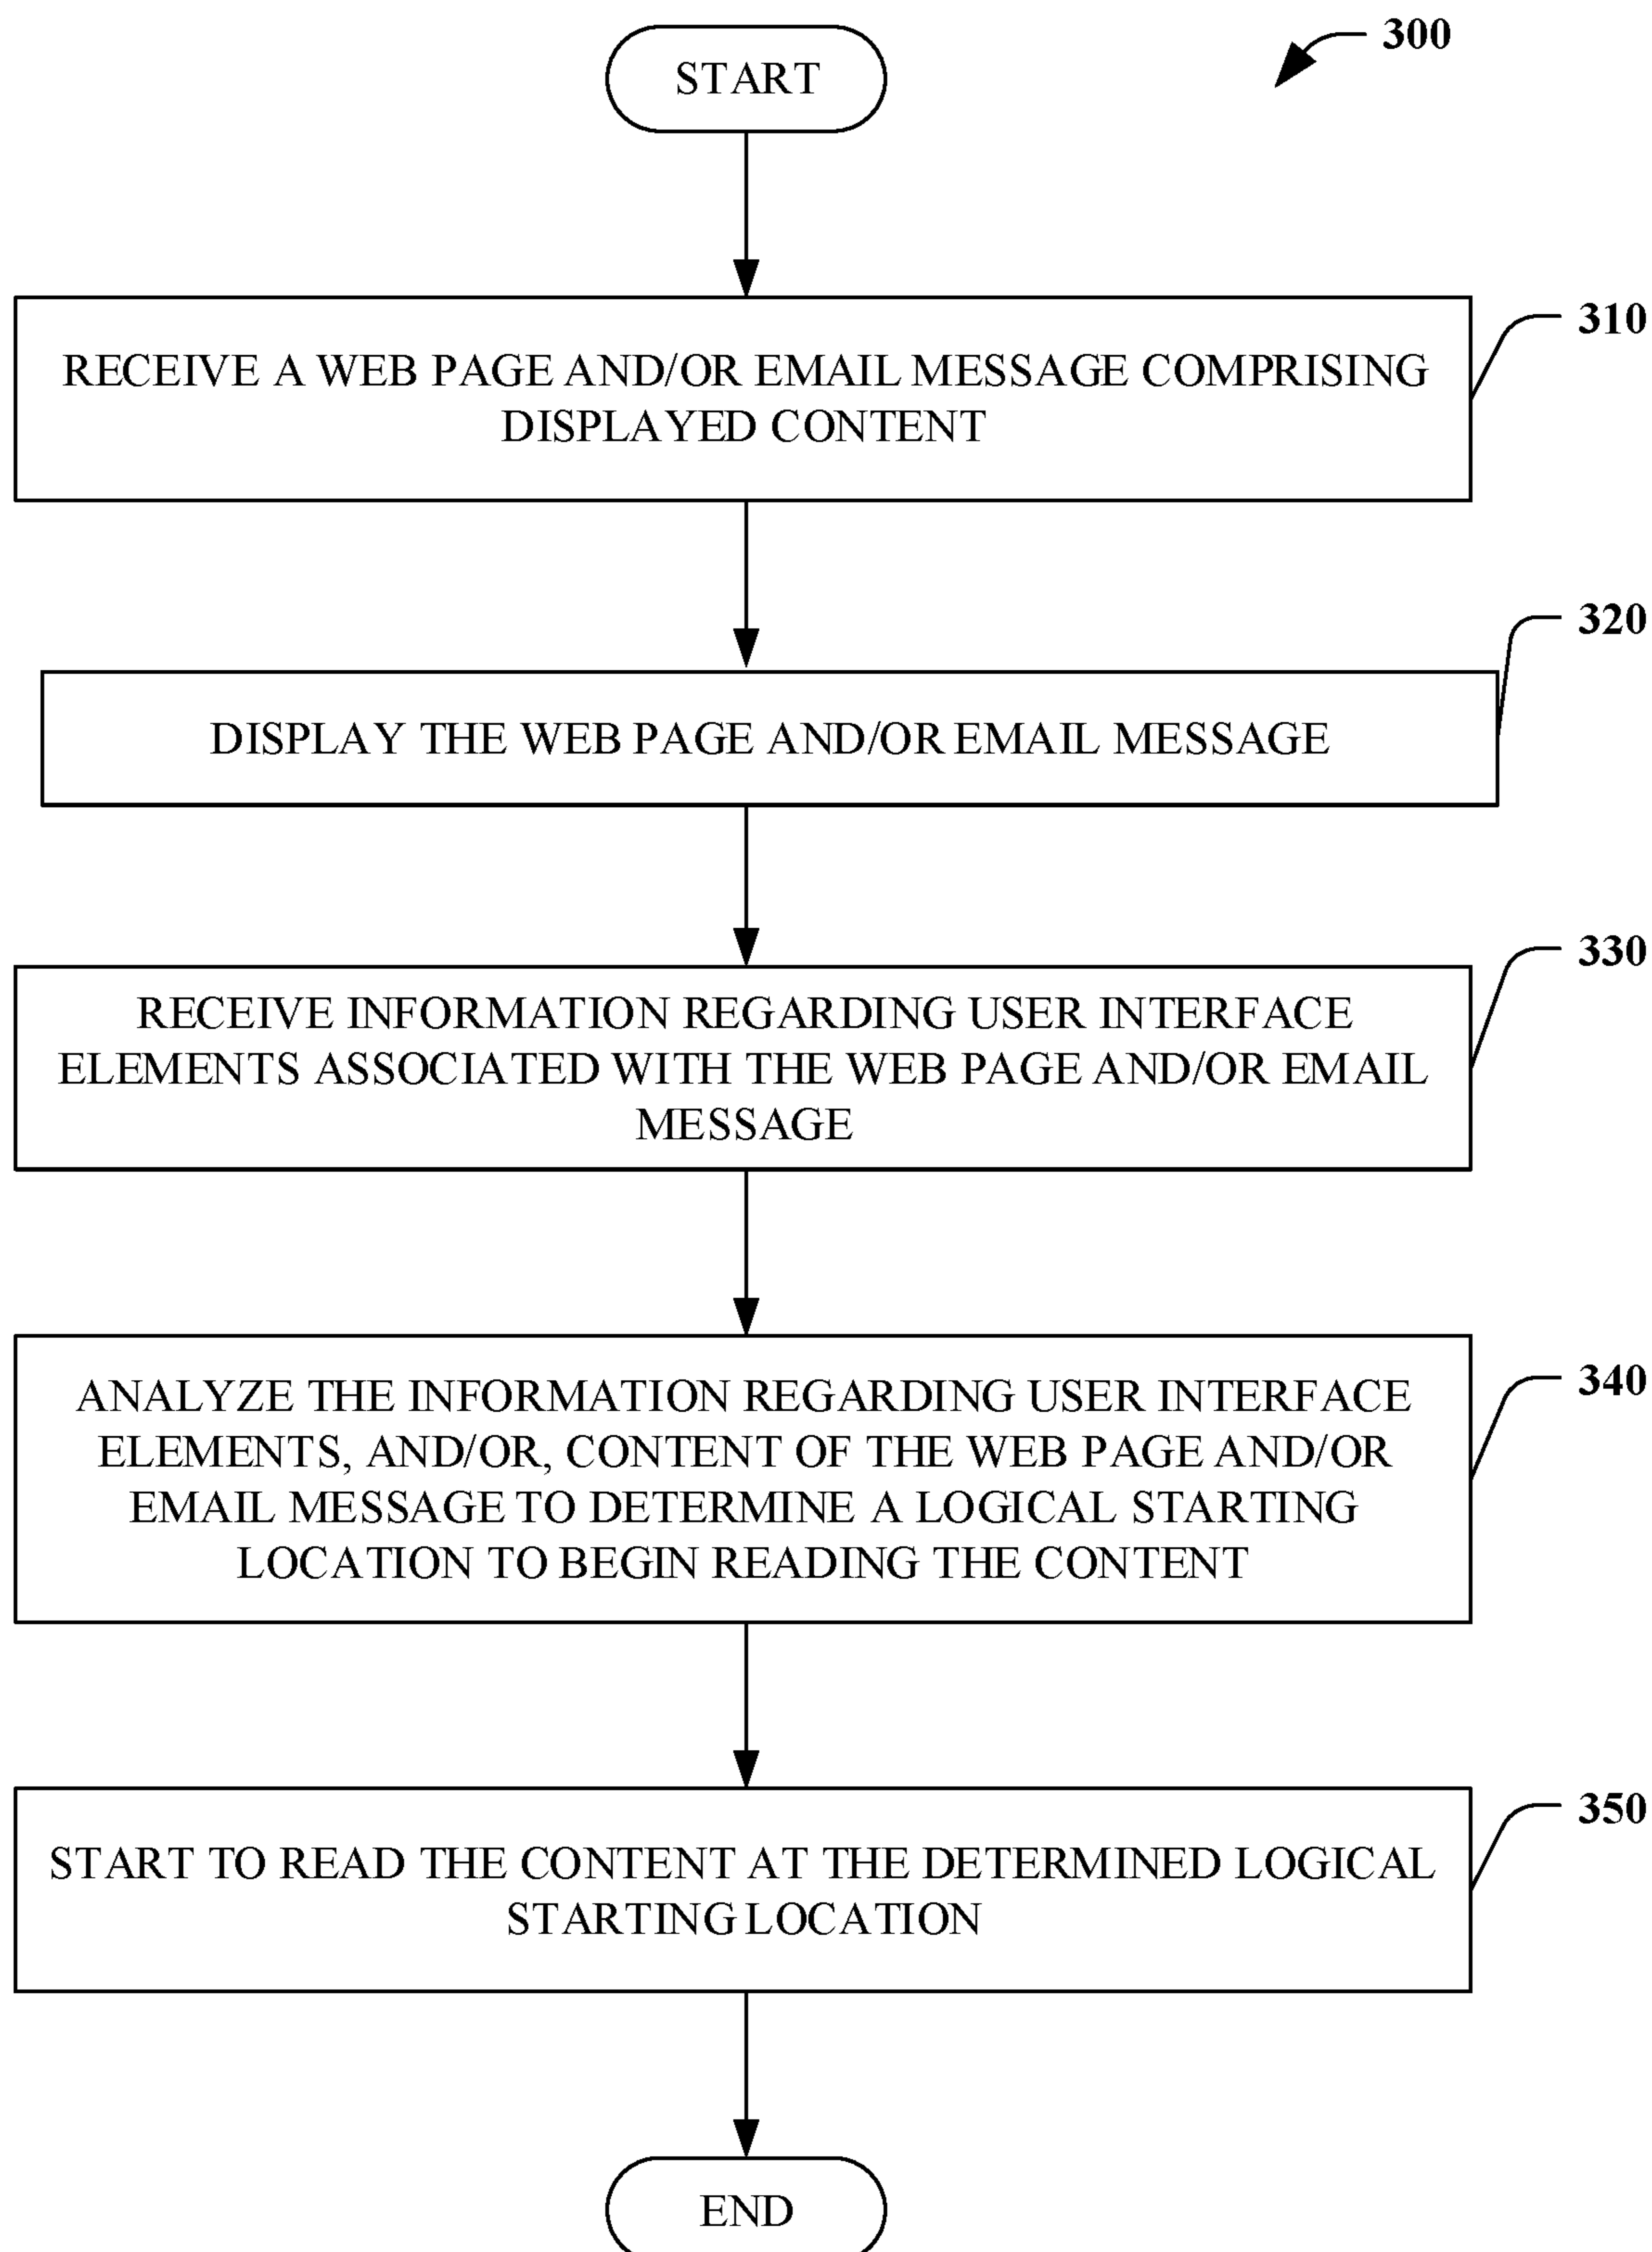 300
START
310
RECEIVE A WEB PAGE AND/OR EMAIL MESSAGE COMPRISING
DISPLAYED CONTENT
320
DISPLAY THE WEB PAGE AND/OR EMAIL MESSAGE
330
RECEIVE INFORMATION REGARDING USER INTERFACE
ELEMENTS ASSOCIATED WITH THE WEB PAGE AND/OR EMAIL
MESSAGE
340
ANALYZE THE INFORMATION REGARDING USER INTERFACE
ELEMENTS, AND/OR, CONTENT OF THE WEB PAGE AND/OR
EMAIL MESSAGE TO DETERMINE A LOGICAL STARTING
LOCATION TO BEGIN READING THE CONTENT
350
START TO READ THE CONTENT AT THE DETERMINED LOGICAL
STARTING LOCATION
END